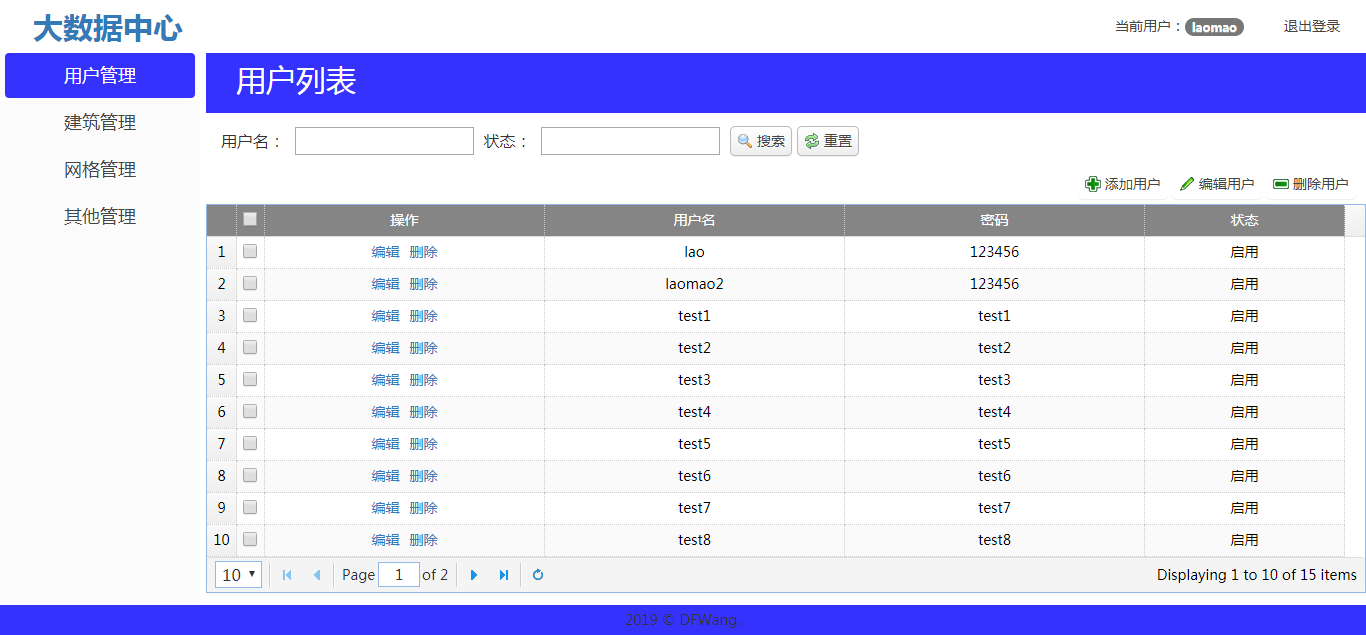 大数据中心 当前用户： laomao 退出登录
用户管理
建筑管理
网格管理
其他管理
用户列表
用户名： 状态： 搜索 重置
添加用户 编辑用户 删除用户
操作 用户名 密码 状态
1 编辑 删除 lao 123456 启用
2 编辑 删除 laomao2 123456 启用
3 编辑 删除 test1 test1 启用
4 编辑 删除 test2 test2 启用
5 编辑 删除 test3 test3 启用
6 编辑 删除 test4 test4 启用
7 编辑 删除 test5 test5 启用
8 编辑 删除 test6 test6 启用
9 编辑 删除 test7 test7 启用
10 编辑 删除 test8 test8 启用
10 Page 1 of 2 Displaying 1 to 10 of 15 items
2019 © DFWang.